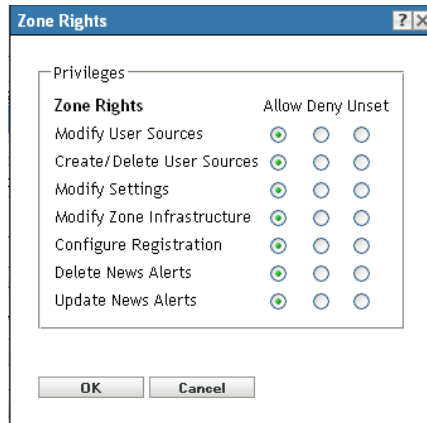 Zone Rights ? X
Privileges
Zone Rights Allow Deny Unset
Modify User Sources
Create/Delete User Sources
Modify Settings
Modify Zone Infrastructure
Configure Registration
Delete News Alerts
Update News Alerts
OK Cancel